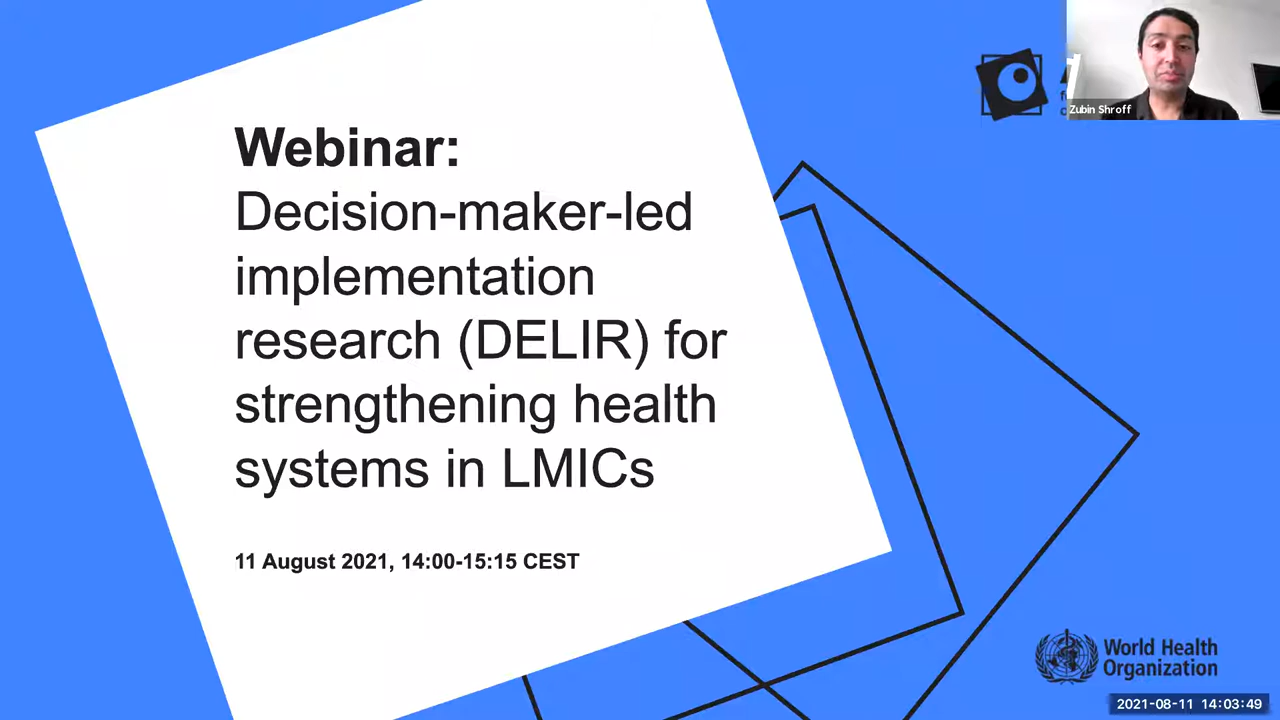 Webinar:
Decision-maker-led
implementation
research (DELIR) for
strengthening health
systems in LMICs
11 August 2021, 14:00-15:15 CEST
Zubin Shroff
World Health
Organization
2021-08-11 14:03:49